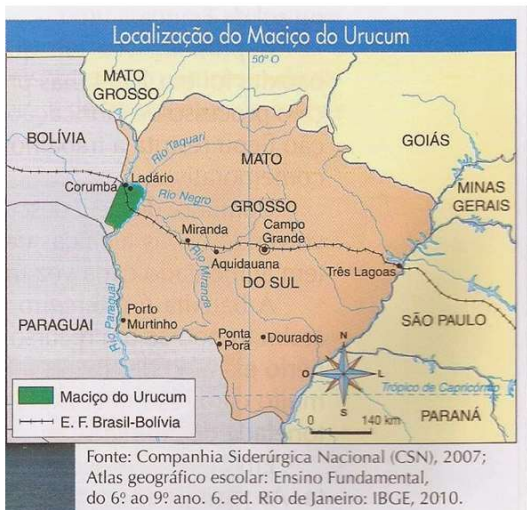 Localização do Maciço do Urucum
50º O
MATO
GROSSO
BOLÍVIA
GOIÁS
Rio Taquari
MATO
Ladário
Corumbá
Rio Negro
GROSSO
MINAS
GERAIS
Miranda
Campo
Grande
Aquidauana
Três Lagoas
DO SUL
Rio Miranda
Rio Paraguai
Porto
Murtinho
PARAGUAI
SÃO PAULO
Ponta
Porã
Dourados
N
O
L
S
Trópico de Capricórnio
0 140 km
PARANÁ
Maciço do Urucum
E. F. Brasil-Bolívia
Fonte: Companhia Siderúrgica Nacional (CSN), 2007;
Atlas geográfico escolar: Ensino Fundamental,
do 6º ao 9º ano. 6. ed. Rio de Janeiro: IBGE, 2010.